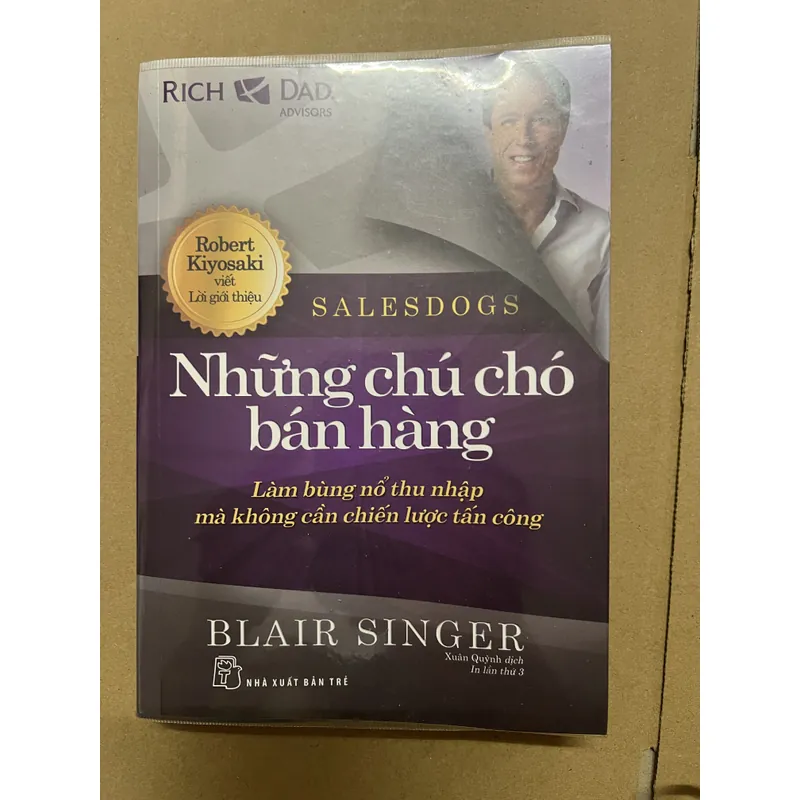 RICH DAD
ADVISORS
Robert
Kiyosaki
viết
Lời giới thiệu
SALESDOGS
Những chú chó
bán hàng
Làm bùng nổ thu nhập
mà không cần chiến lược tấn công
BLAIR SINGER
Xuân Quỳnh dịch
In lần thứ 3
NHÀ XUẤT BẢN TRẺ